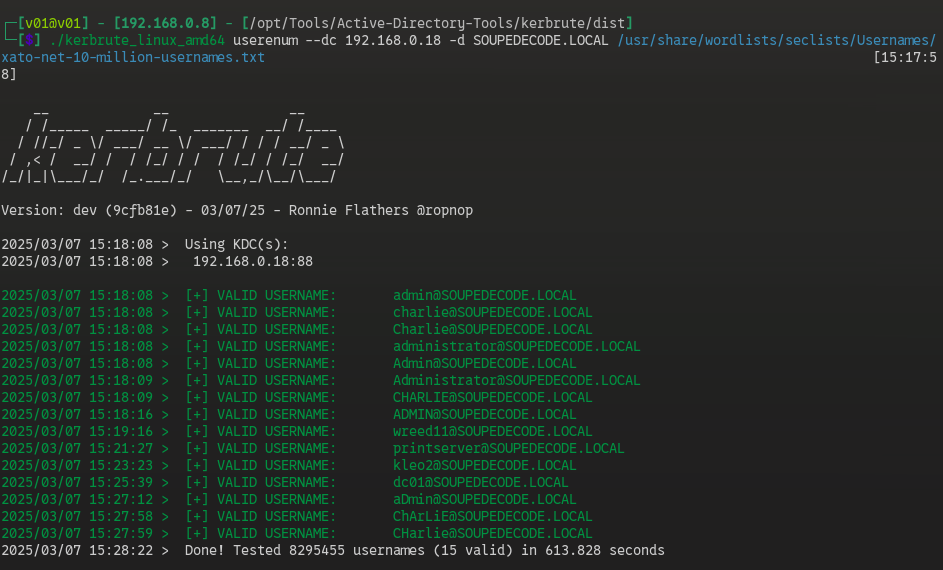 ┌─[v01@v01] - [192.168.0.8] - [/opt/Tools/Active-Directory-Tools/kerbrute/dist]
└─[] ./kerbrute_linux_amd64 userenum --dc 192.168.0.18 -d SOUPEDECODE.LOCAL /usr/share/wordlists/seclists/Usernames/
xato-net-10-million-usernames.txt [15:17:5
8]
    __             __               __
   / /_____  _____/ /_  _______  __/ /____
  / //_/ _ \/ ___/ __ \/ ___/ / / / __/ _ \
 / ,< /  __/ /  / /_/ / /  / /_/ / /_/  __/
/_/|_|\___/_/  /_.___/_/   \__,_/\__/\___/
Version: dev (9cfb81e) - 03/07/25 - Ronnie Flathers @ropnop
2025/03/07 15:18:08 >  Using KDC(s):
2025/03/07 15:18:08 >   192.168.0.18:88
2025/03/07 15:18:08 >  [+] VALID USERNAME:       admin@SOUPEDECODE.LOCAL
2025/03/07 15:18:08 >  [+] VALID USERNAME:       charlie@SOUPEDECODE.LOCAL
2025/03/07 15:18:08 >  [+] VALID USERNAME:       Charlie@SOUPEDECODE.LOCAL
2025/03/07 15:18:08 >  [+] VALID USERNAME:       administrator@SOUPEDECODE.LOCAL
2025/03/07 15:18:08 >  [+] VALID USERNAME:       Admin@SOUPEDECODE.LOCAL
2025/03/07 15:18:09 >  [+] VALID USERNAME:       Administrator@SOUPEDECODE.LOCAL
2025/03/07 15:18:09 >  [+] VALID USERNAME:       CHARLIE@SOUPEDECODE.LOCAL
2025/03/07 15:18:16 >  [+] VALID USERNAME:       ADMIN@SOUPEDECODE.LOCAL
2025/03/07 15:19:16 >  [+] VALID USERNAME:       wreed11@SOUPEDECODE.LOCAL
2025/03/07 15:21:27 >  [+] VALID USERNAME:       printserver@SOUPEDECODE.LOCAL
2025/03/07 15:23:23 >  [+] VALID USERNAME:       kleo2@SOUPEDECODE.LOCAL
2025/03/07 15:25:39 >  [+] VALID USERNAME:       dc01@SOUPEDECODE.LOCAL
2025/03/07 15:27:12 >  [+] VALID USERNAME:       aDmin@SOUPEDECODE.LOCAL
2025/03/07 15:27:58 >  [+] VALID USERNAME:       ChArLiE@SOUPEDECODE.LOCAL
2025/03/07 15:27:59 >  [+] VALID USERNAME:       CHarlie@SOUPEDECODE.LOCAL
2025/03/07 15:28:22 >  Done! Tested 8295455 usernames (15 valid) in 613.828 seconds